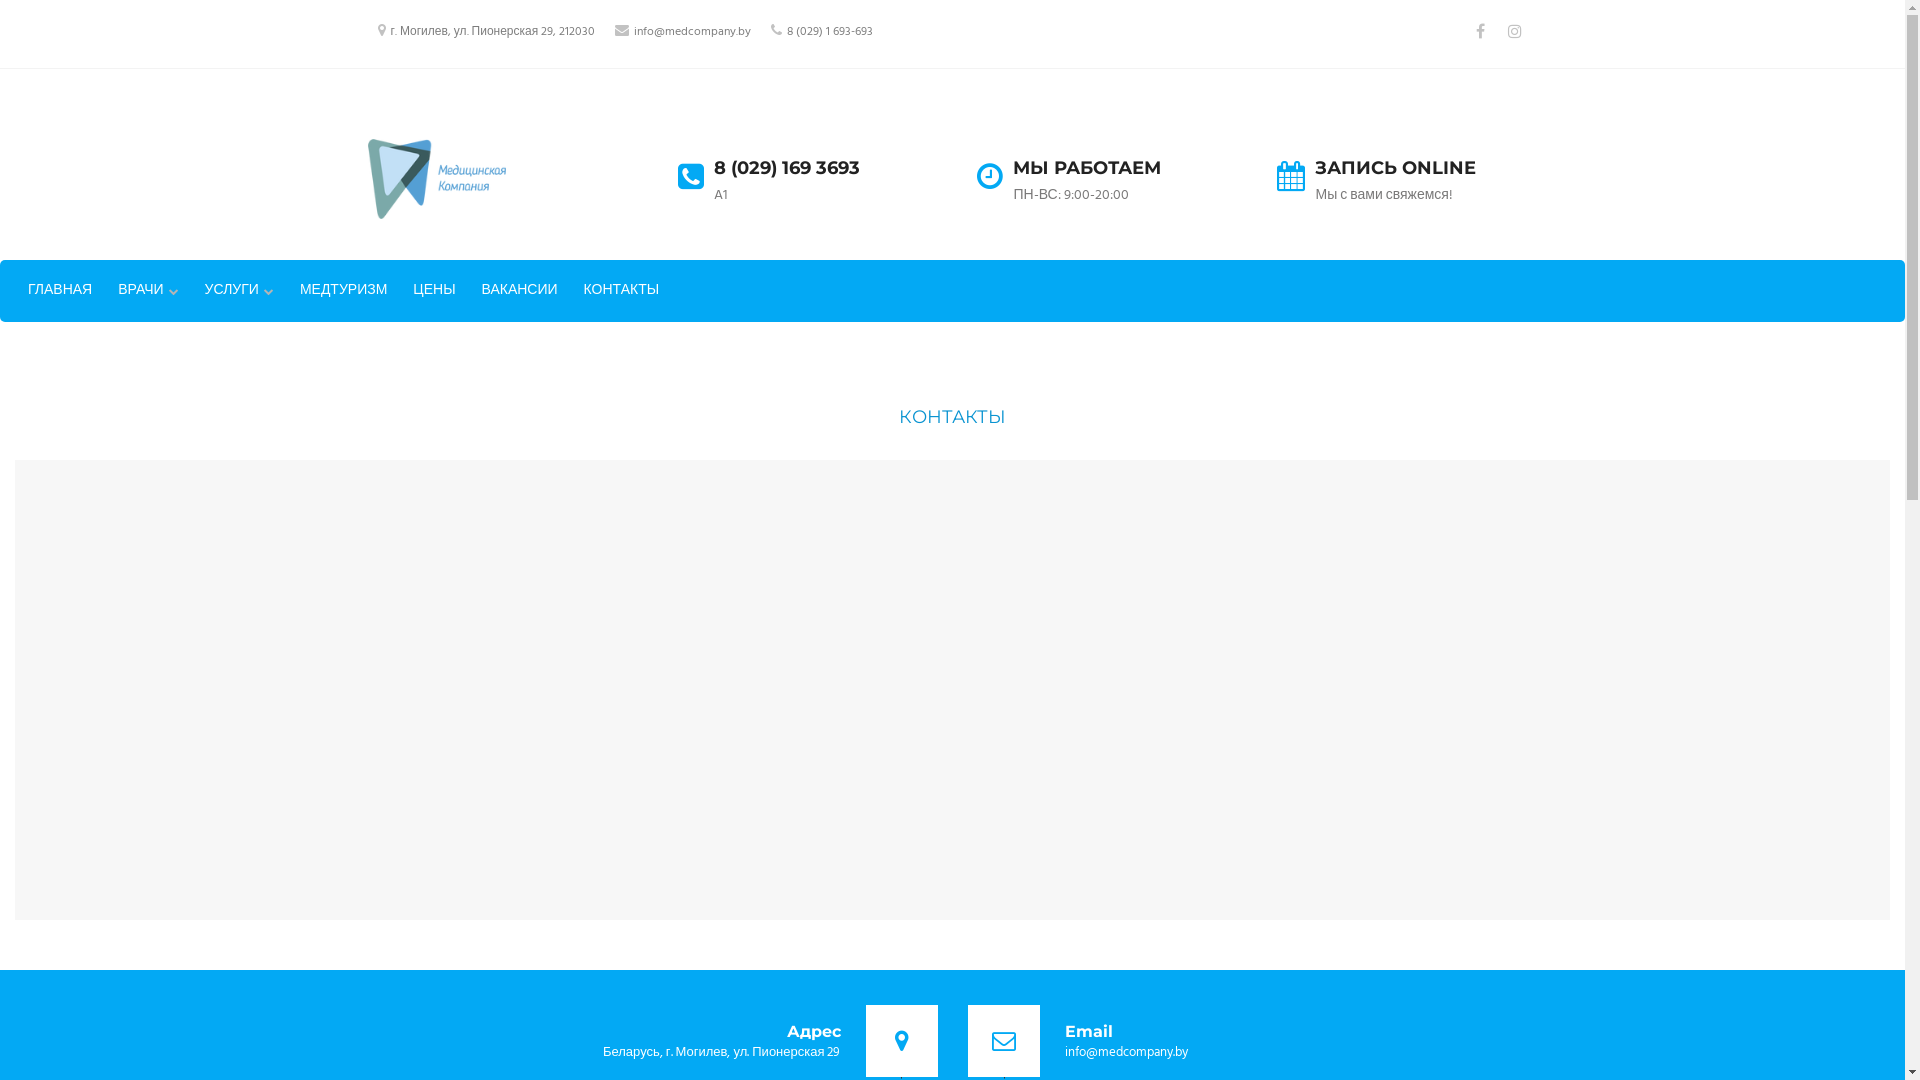 г. Могилев, ул. Пионерская 29, 212030 info@medcompany.by 8 (029) 1 693-693
Медицинская
Компания
8 (029) 169 3693
А1
МЫ РАБОТАЕМ
ПН-ВС: 9:00-20:00
ЗАПИСЬ ONLINE
Мы с вами свяжемся!
ГЛАВНАЯ ВРАЧИ УСЛУГИ МЕДТУРИЗМ ЦЕНЫ ВАКАНСИИ КОНТАКТЫ
КОНТАКТЫ
Адрес
Беларусь, г. Могилев, ул. Пионерская 29
Email
info@medcompany.by